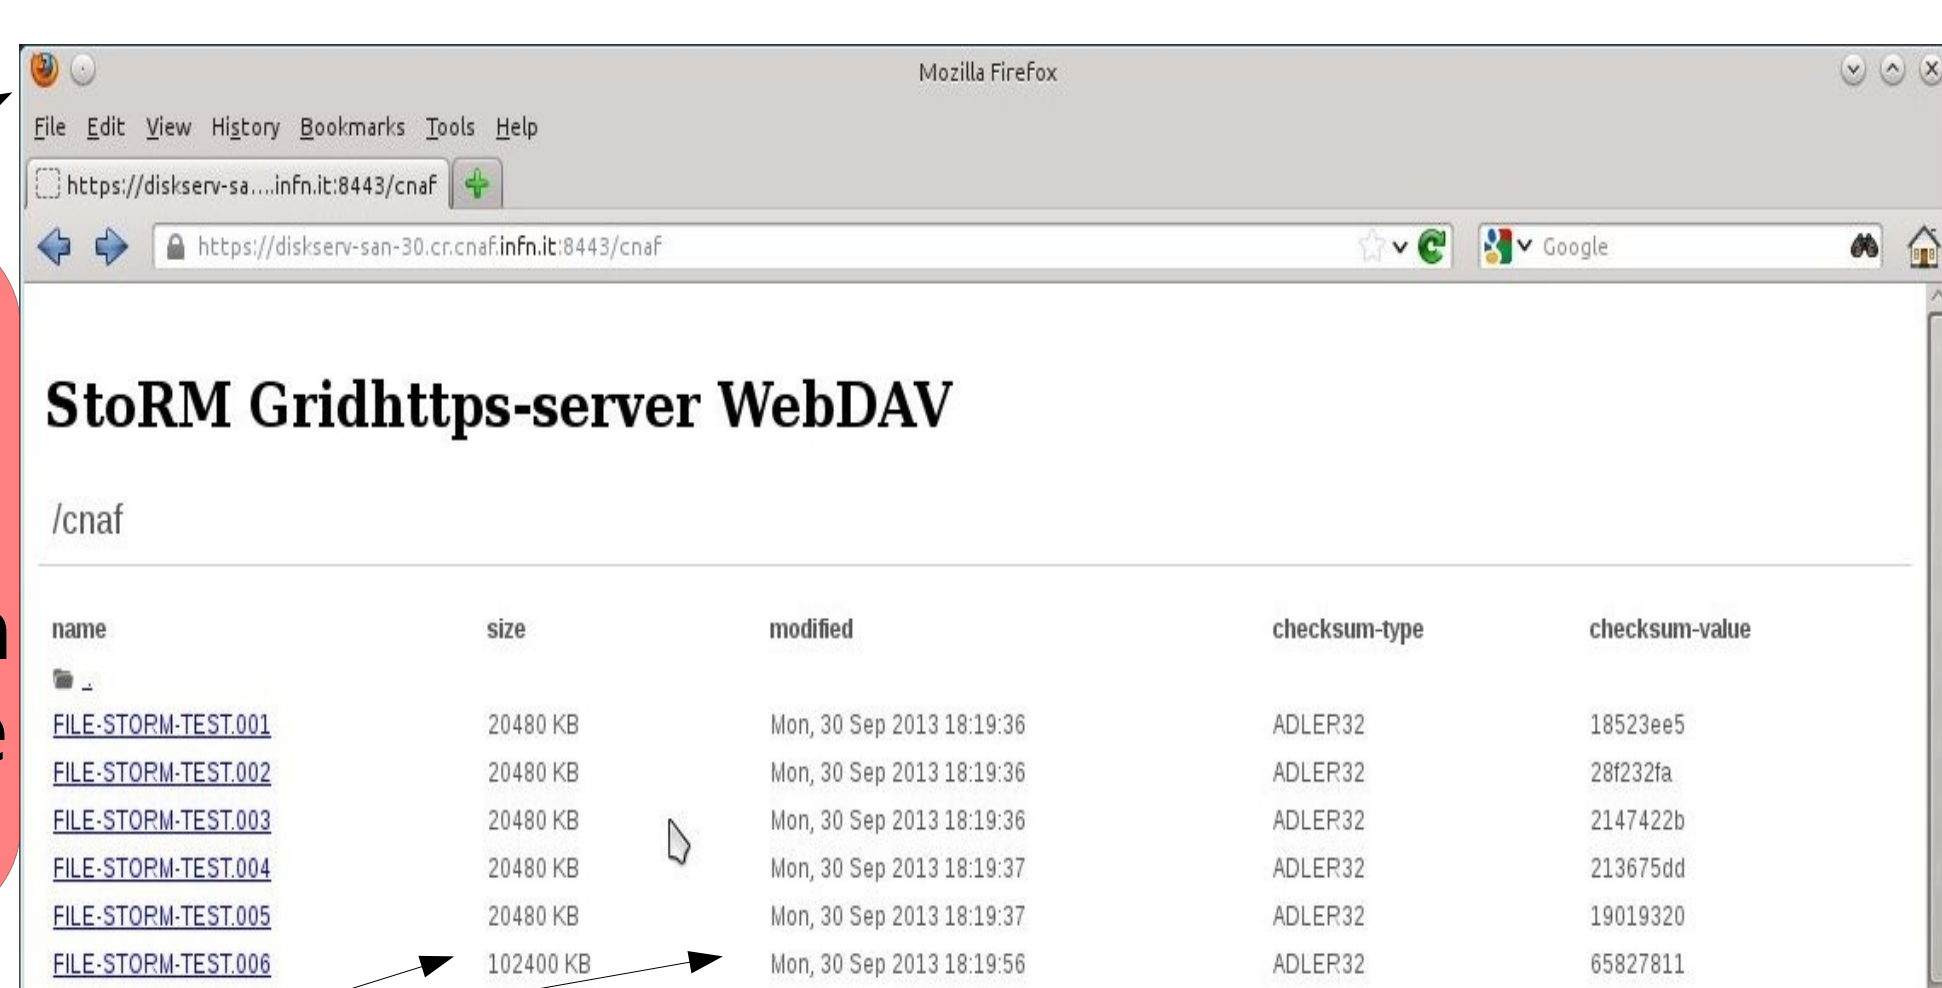 Mozilla Firefox
File Edit View History Bookmarks Tools Help
https://diskserv-sa....infn.it:8443/cnaf
https://diskserv-san-30.cr.cnaf.infn.it:8443/cnaf Google
StoRM Gridhttps-server WebDAV
/cnaf
name size modified checksum-type checksum-value
..
FILE-STORM-TEST.001 20480 KB Mon, 30 Sep 2013 18:19:36 ADLER32 18523ee5
FILE-STORM-TEST.002 20480 KB Mon, 30 Sep 2013 18:19:36 ADLER32 28f232fa
FILE-STORM-TEST.003 20480 KB Mon, 30 Sep 2013 18:19:36 ADLER32 2147422b
FILE-STORM-TEST.004 20480 KB Mon, 30 Sep 2013 18:19:37 ADLER32 213675dd
FILE-STORM-TEST.005 20480 KB Mon, 30 Sep 2013 18:19:37 ADLER32 19019320
FILE-STORM-TEST.006 102400 KB Mon, 30 Sep 2013 18:19:56 ADLER32 65827811